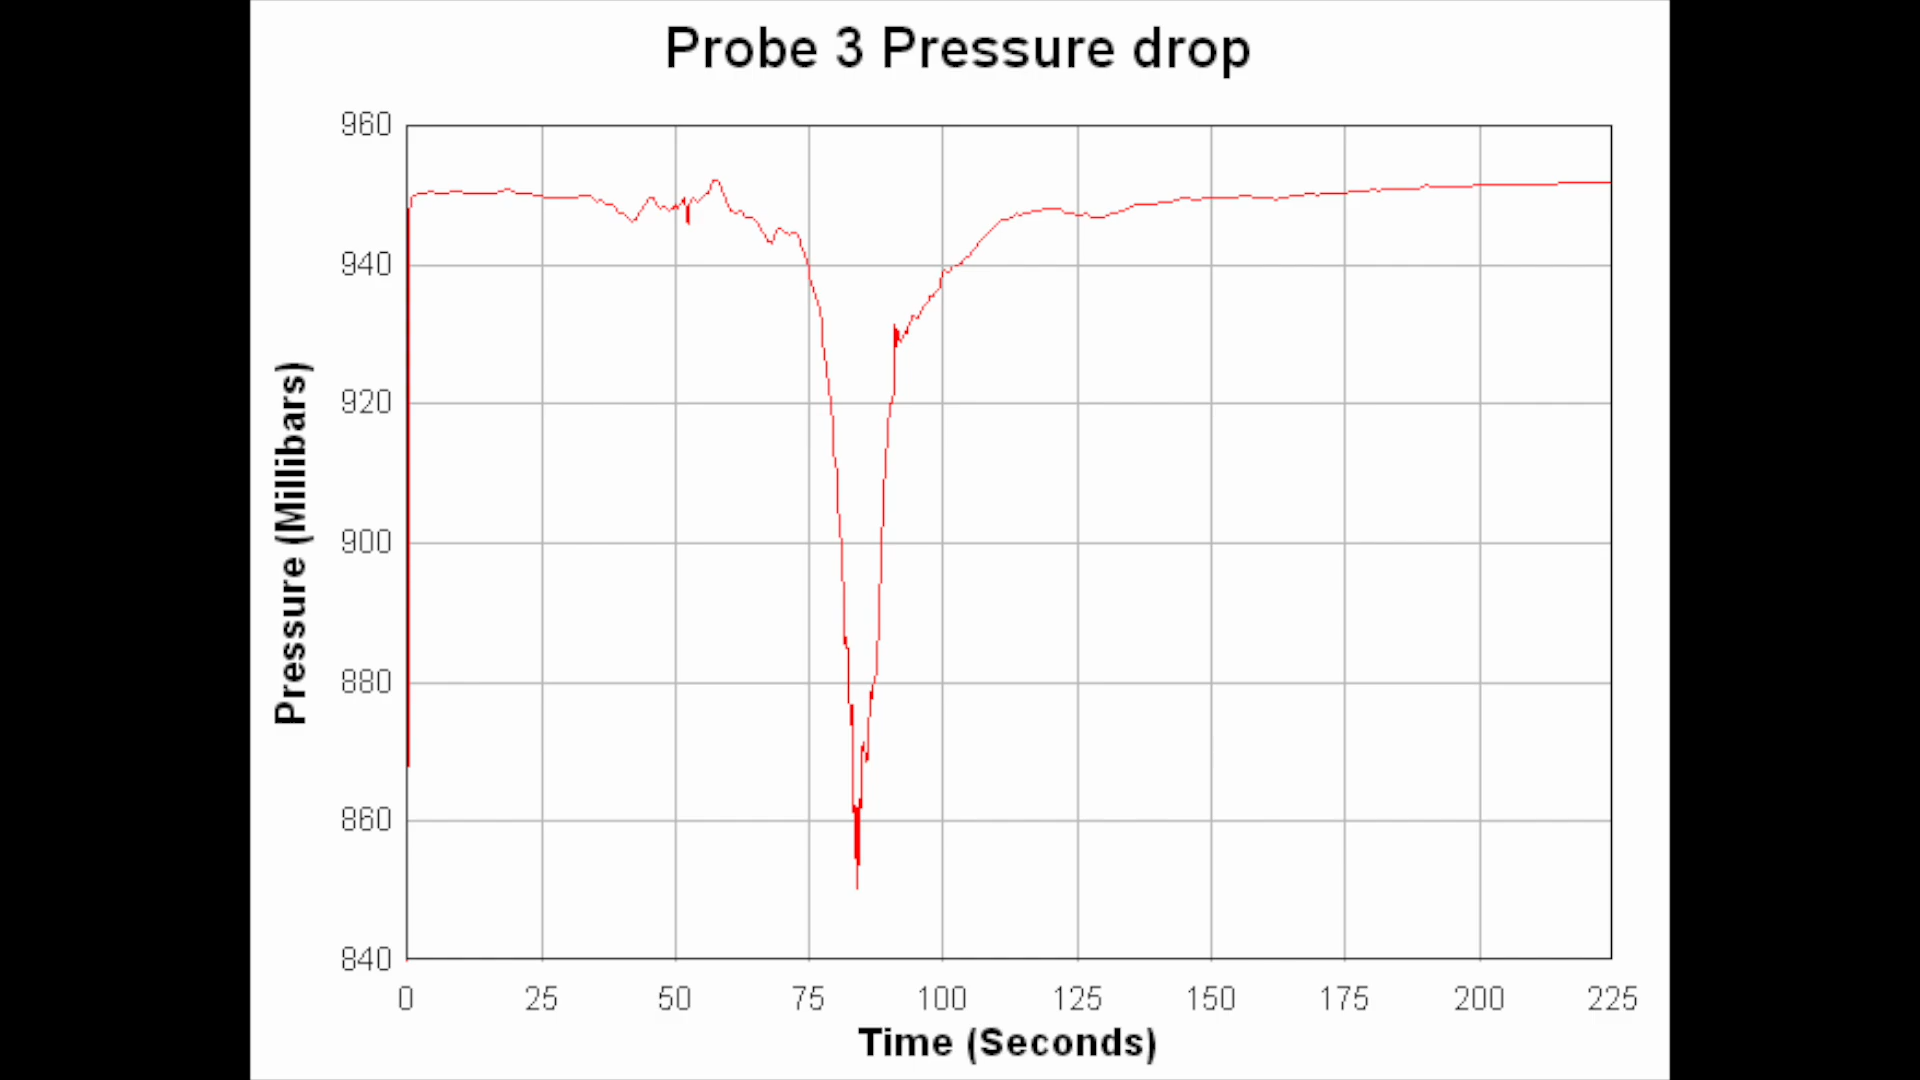 Probe 3 Pressure drop
960
940
920
900
880
860
840
Pressure (Millibars)
0 25 50 75 100 125 150 175 200 225
Time (Seconds)